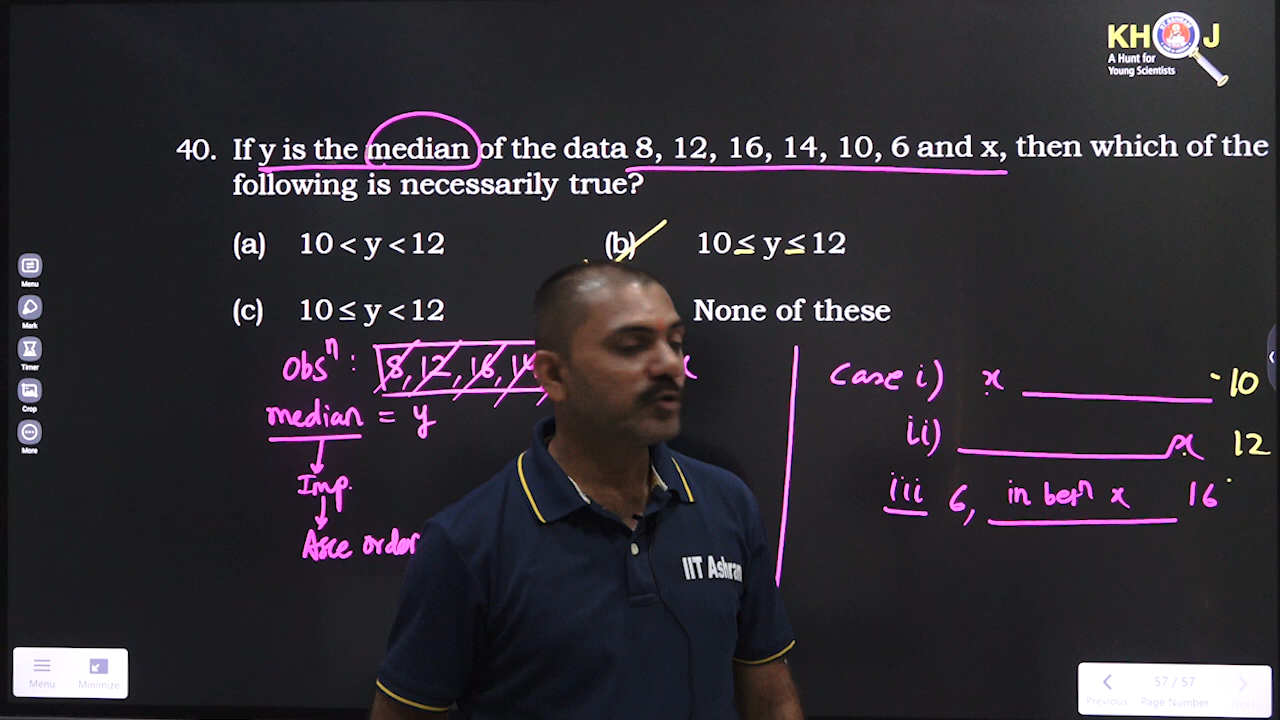 KH J
A Hunt for
Young Scientists
40. If y is the median of the data 8, 12, 16, 14, 10, 6 and x, then which of the
following is necessarily true?
(a) 10 < y < 12 (b) 10 ≤ y ≤ 12
(c) 10 ≤ y < 12 None of these
Obsⁿ : 8, 12, 16,
median = y
Imp.
Asce order
case i) x 10
ii) x 12
iii 6, in betⁿ x 16
IIT Ashram
Menu
Mark
Timer
Crop
More
Menu Minimize
57 / 57
Previous Page Number Next